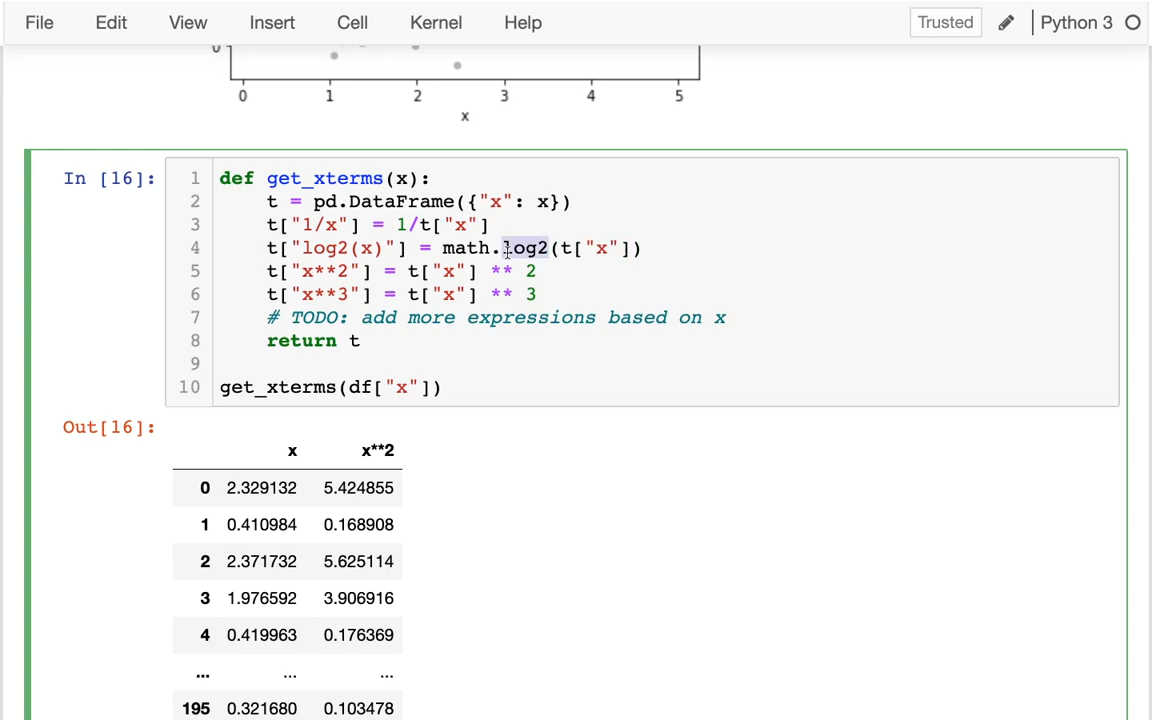 File Edit View Insert Cell Kernel Help Trusted Python 3
0
0 1 2 3 4 5
x
In [16]:
1 def get_xterms(x):
2 t = pd.DataFrame({"x": x})
3 t["1/x"] = 1/t["x"]
4 t["log2(x)"] = math.log2(t["x"])
5 t["x**2"] = t["x"] ** 2
6 t["x**3"] = t["x"] ** 3
7 # TODO: add more expressions based on x
8 return t
9
10 get_xterms(df["x"])
Out[16]:
x x**2
0 2.329132 5.424855
1 0.410984 0.168908
2 2.371732 5.625114
3 1.976592 3.906916
4 0.419963 0.176369
... ... ...
195 0.321680 0.103478